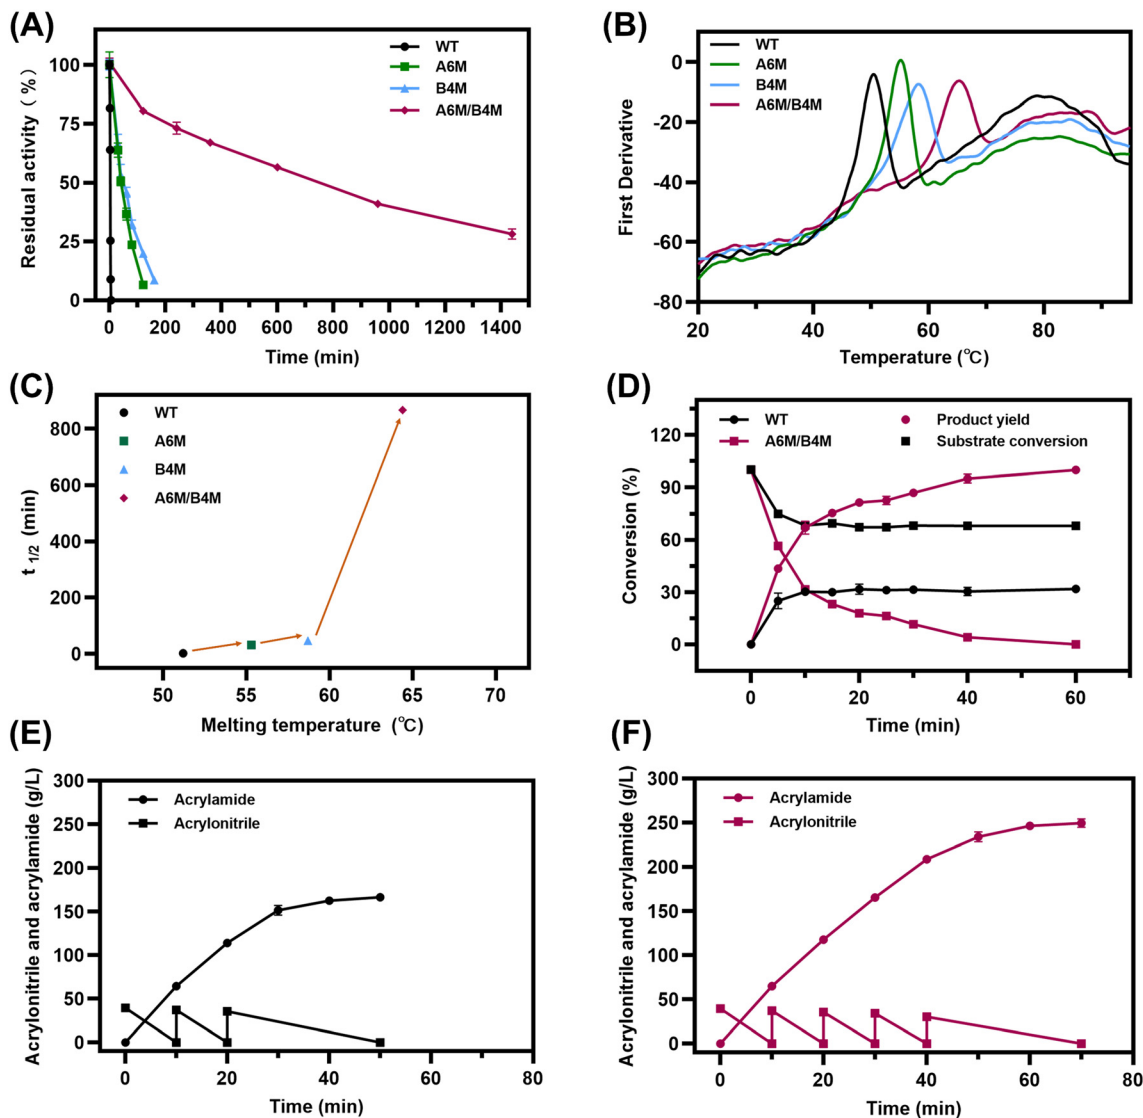 (A)
Residual activity (%)
100
75
50
25
0
0 200 400 600 800 1000 1200 1400
Time (min)
WT
A6M
B4M
A6M/B4M
(B)
First Derivative
0
-20
-40
-60
-80
20 40 60 80
Temperature (℃)
WT
A6M
B4M
A6M/B4M
(C)
t 1/2 (min)
800
600
400
200
0
50 55 60 65 70
Melting temperature (℃)
WT
A6M
B4M
A6M/B4M
(D)
Conversion (%)
120
90
60
30
0
0 20 40 60
Time (min)
WT Product yield
A6M/B4M Substrate conversion
(E)
Acrylonitrile and acrylamide (g/L)
300
250
200
150
100
50
0
0 20 40 60 80
Time (min)
Acrylamide
Acrylonitrile
(F)
Acrylonitrile and acrylamide (g/L)
300
250
200
150
100
50
0
0 20 40 60 80
Time (min)
Acrylamide
Acrylonitrile